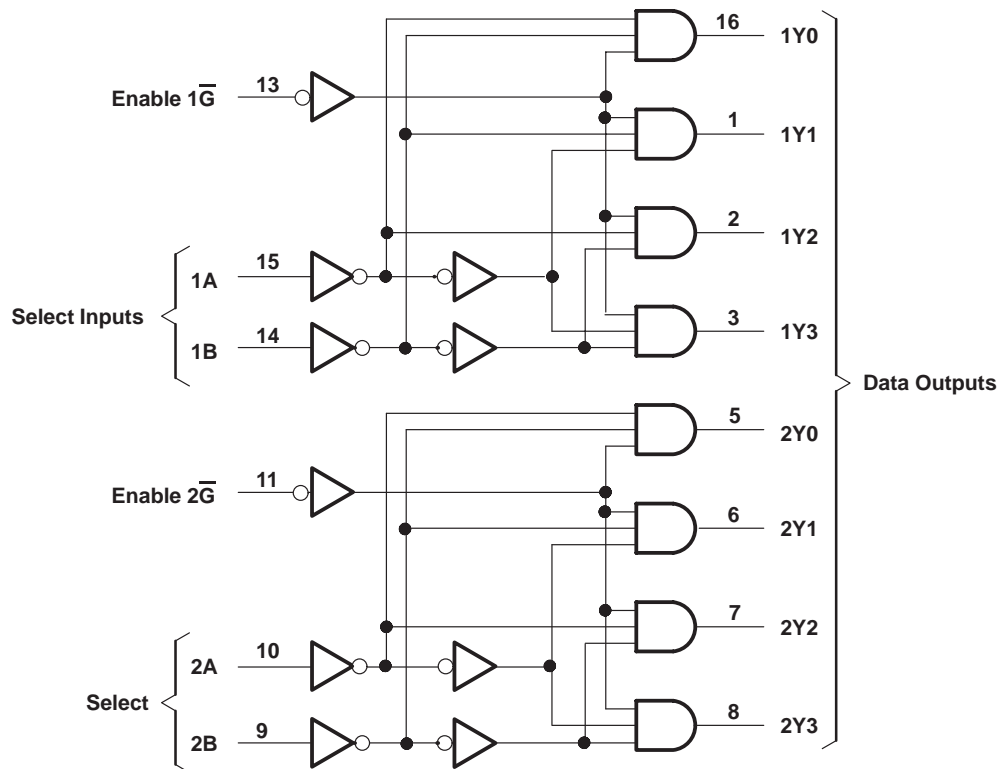 16
1Y0
Enable 1G̅
13
1
1Y1
2
1Y2
1A
15
Select Inputs
3
1Y3
1B
14
Data Outputs
5
2Y0
Enable 2G̅
11
6
2Y1
7
2Y2
2A
10
Select
8
2Y3
2B
9